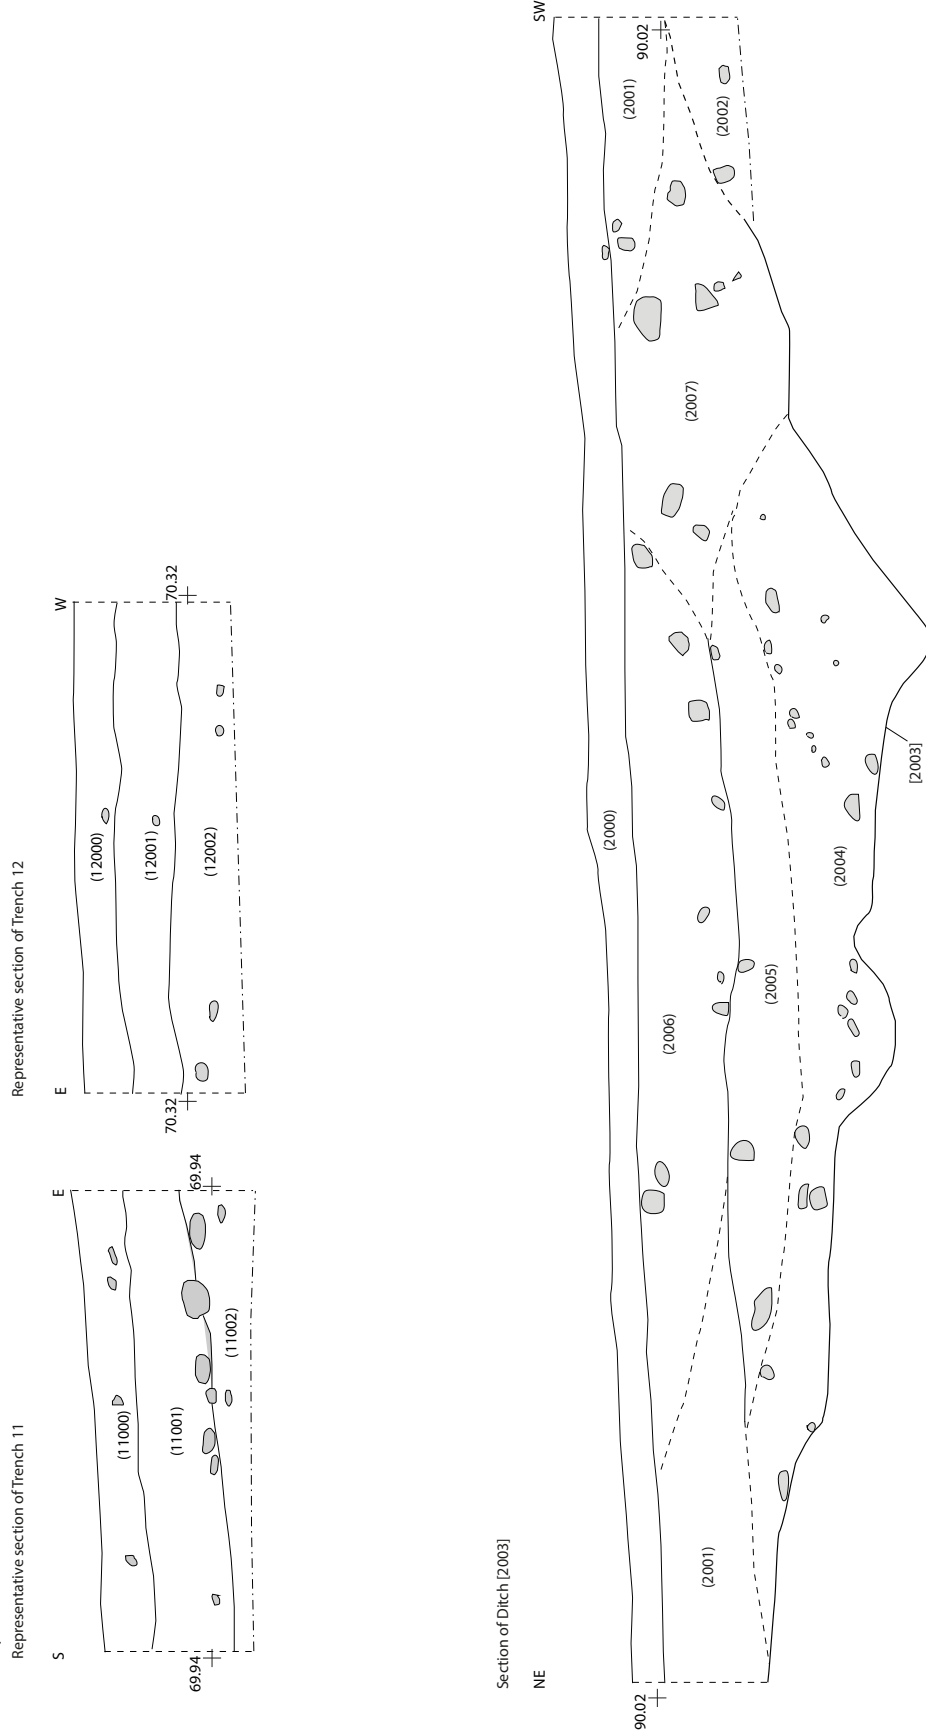 Representative section of Trench 11
S
E
69.94
69.94
(11000)
(11001)
(11002)
Representative section of Trench 12
E
W
70.32
70.32
(12000)
(12001)
(12002)
Section of Ditch [2003]
NE
SW
90.02
90.02
(2000)
(2001)
(2001)
(2002)
(2007)
(2006)
(2005)
(2004)
[2003]